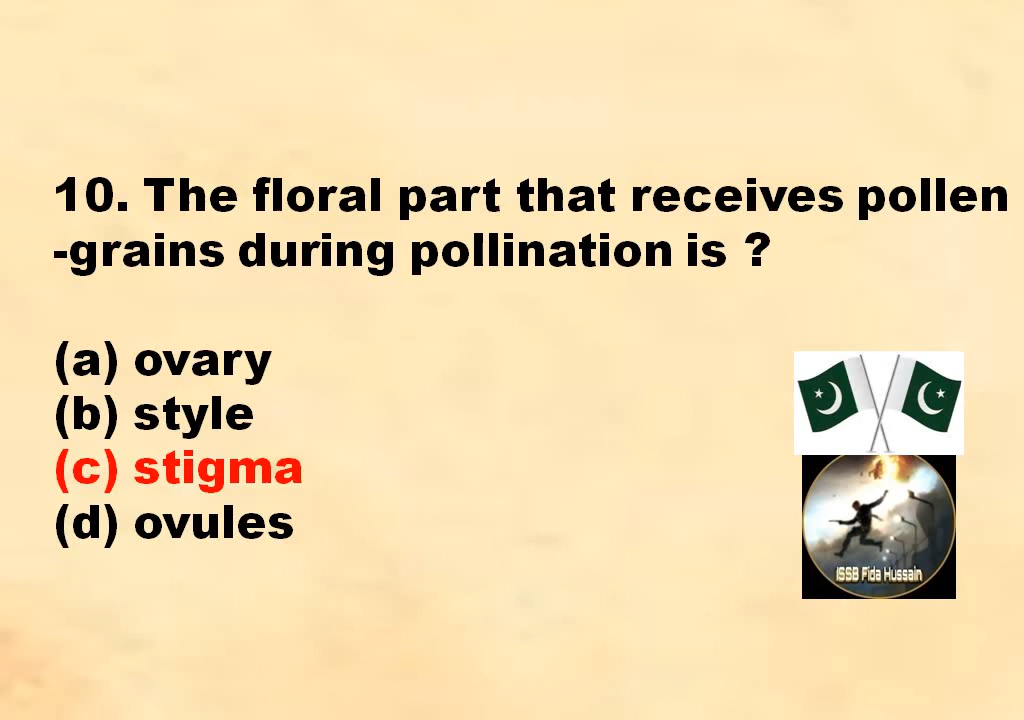 10. The floral part that receives pollen
-grains during pollination is ?
(a) ovary
(b) style
(c) stigma
(d) ovules
ISSB Fida Hussain